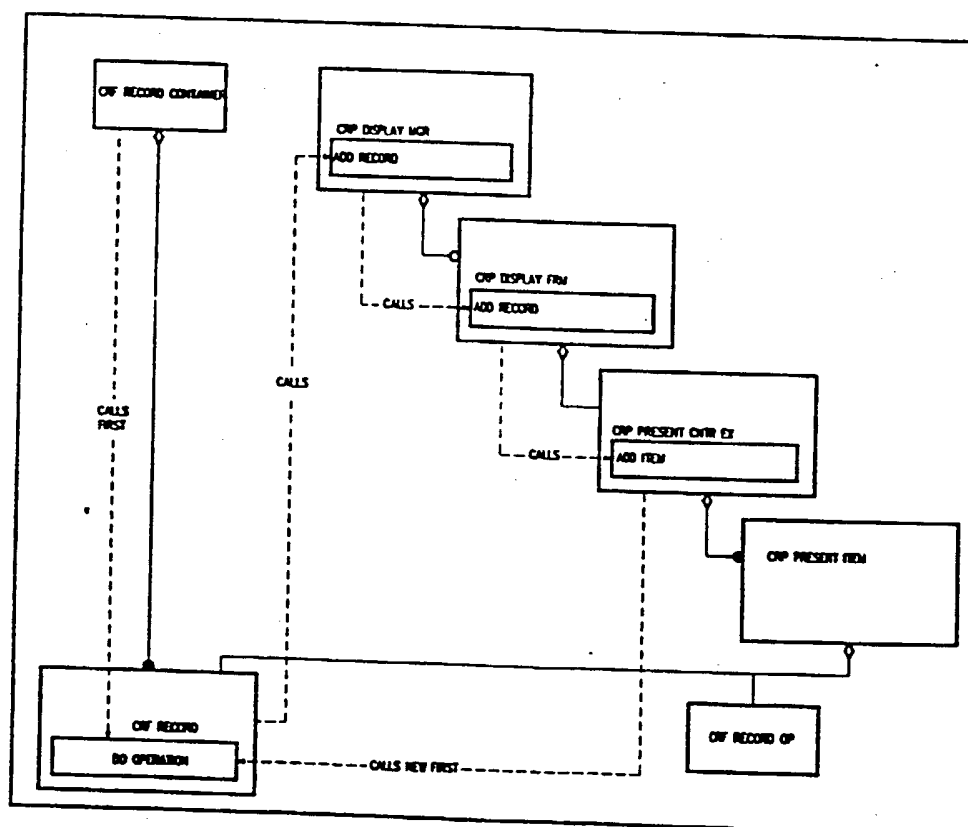 CRF RECORD CONTAINER
CRP DISPLAY MGR
ADD RECORD
CRP DISPLAY FRM
CALLS
ADD RECORD
CALLS
CALLS
FIRST
CRP PRESENT CNTR EX
CALLS
ADD ITEM
CRP PRESENT ITEM
CRF RECORD
DO OPERATION
CALLS NEW FIRST
CRF RECORD OP